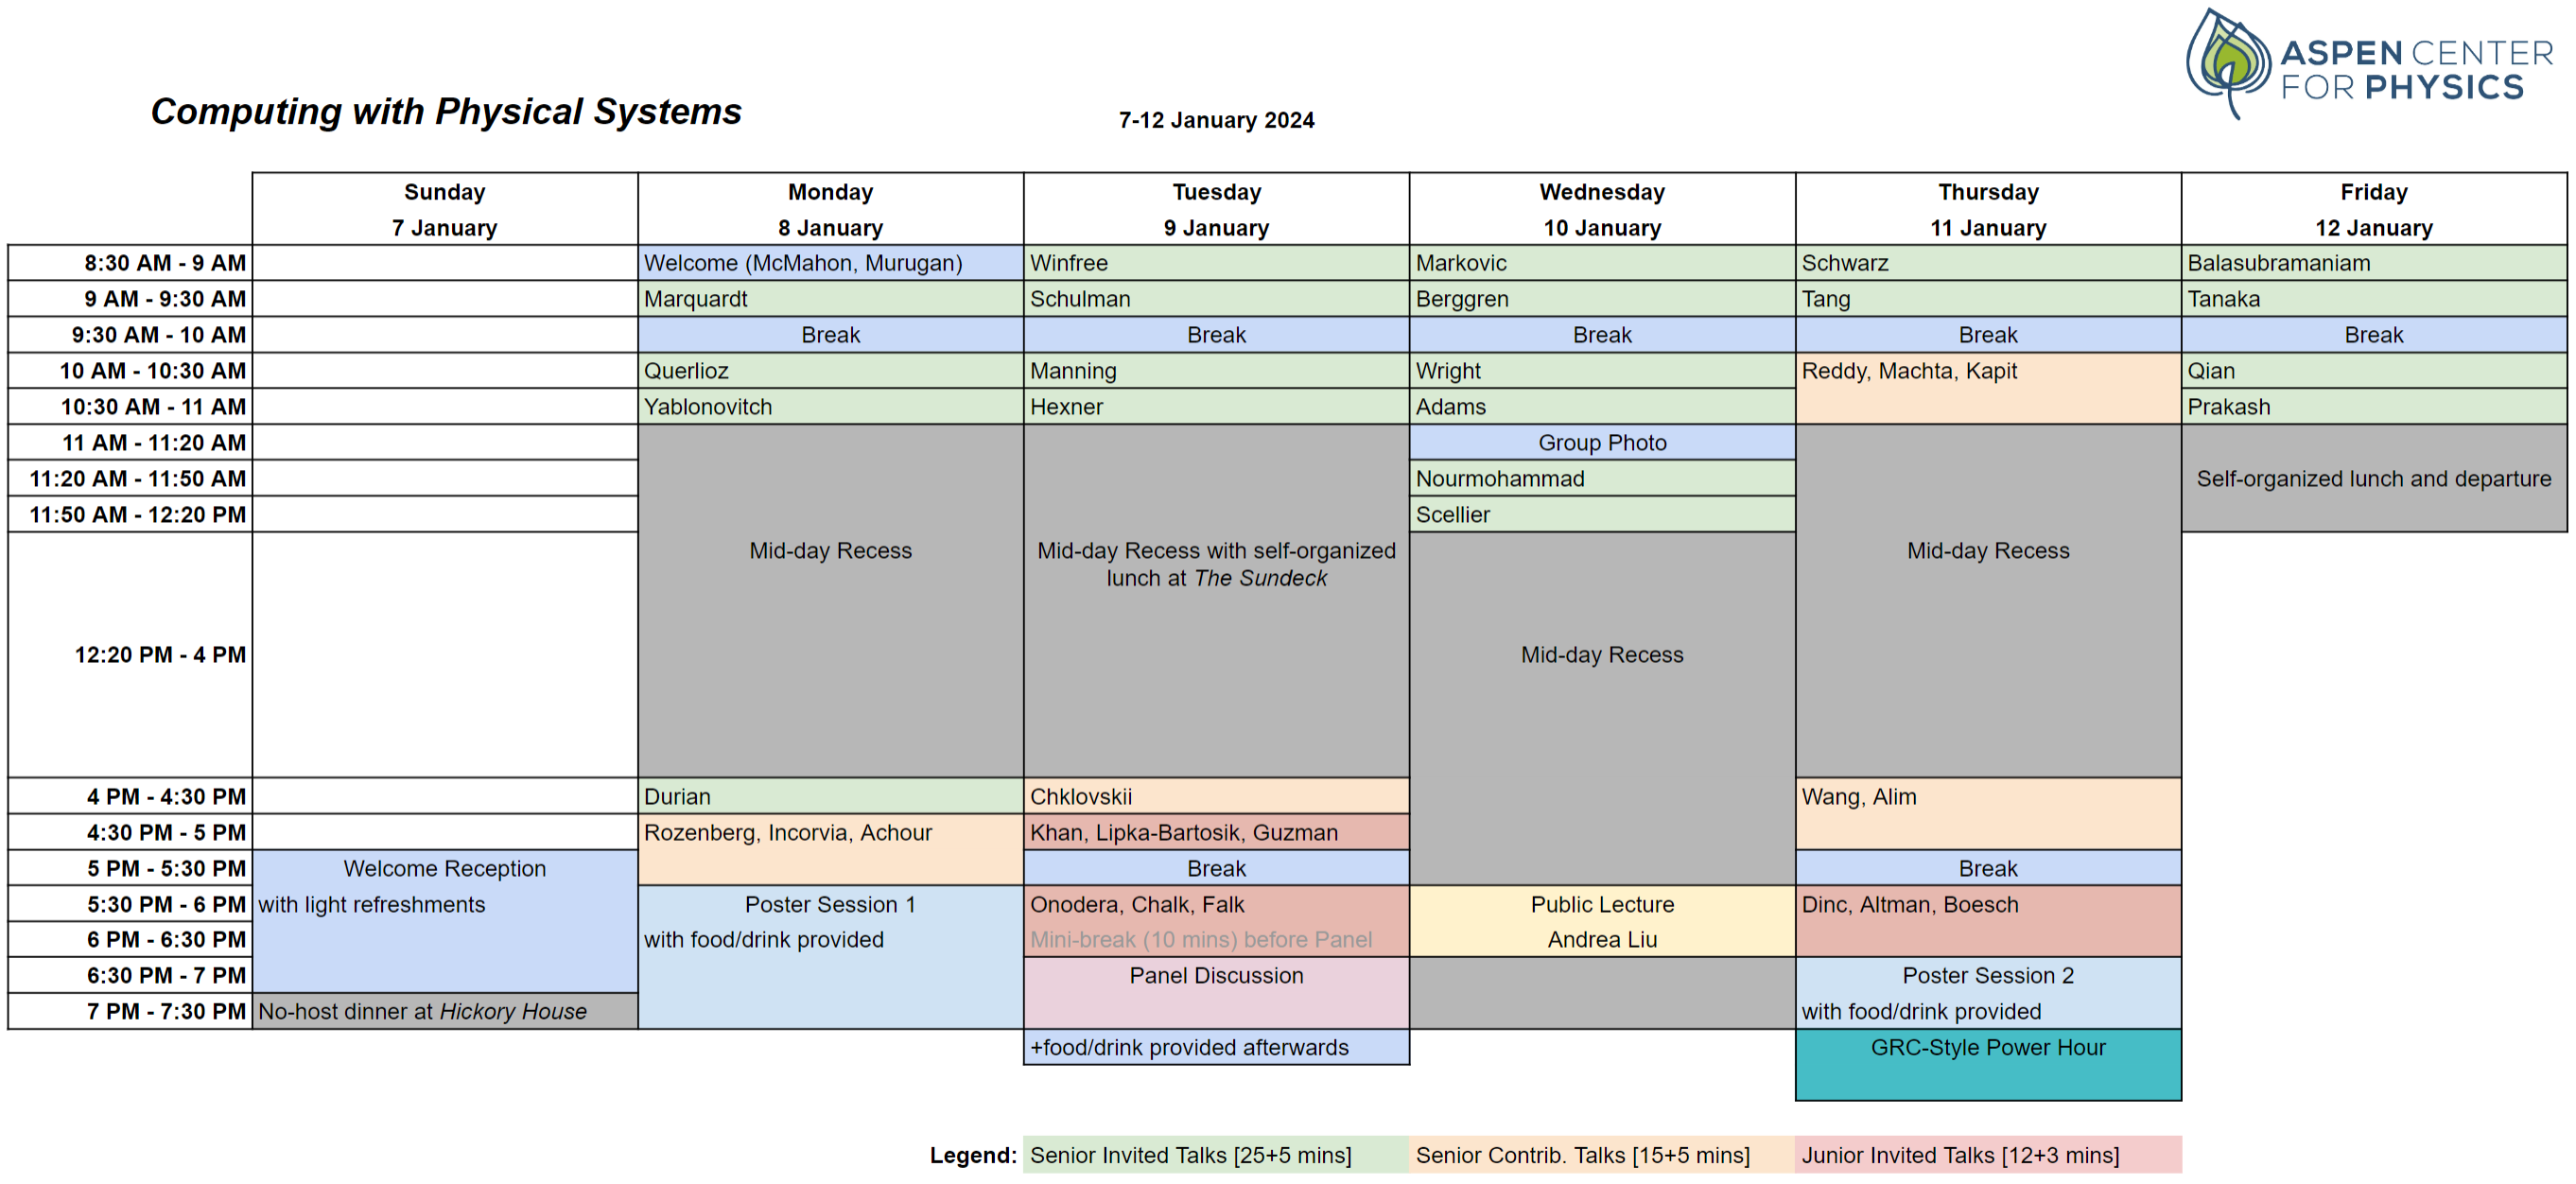 ASPEN CENTER
FOR PHYSICS
Computing with Physical Systems
7-12 January 2024
Sunday Monday Tuesday Wednesday Thursday Friday
7 January 8 January 9 January 10 January 11 January 12 January
8:30 AM - 9 AM Welcome (McMahon, Murugan) Winfree Markovic Schwarz Balasubramaniam
9 AM - 9:30 AM Marquardt Schulman Berggren Tang Tanaka
9:30 AM - 10 AM Break Break Break Break Break
10 AM - 10:30 AM Querlioz Manning Wright Reddy, Machta, Kapit Qian
10:30 AM - 11 AM Yablonovitch Hexner Adams Prakash
11 AM - 11:20 AM Group Photo
11:20 AM - 11:50 AM Nourmohammad Self-organized lunch and departure
11:50 AM - 12:20 PM Scellier
Mid-day Recess Mid-day Recess with self-organized Mid-day Recess
lunch at The Sundeck
12:20 PM - 4 PM Mid-day Recess
4 PM - 4:30 PM Durian Chklovskii Wang, Alim
4:30 PM - 5 PM Rozenberg, Incorvia, Achour Khan, Lipka-Bartosik, Guzman
5 PM - 5:30 PM Welcome Reception Break Break
5:30 PM - 6 PM with light refreshments Poster Session 1 Onodera, Chalk, Falk Public Lecture Dinc, Altman, Boesch
6 PM - 6:30 PM with food/drink provided Mini-break (10 mins) before Panel Andrea Liu
6:30 PM - 7 PM Panel Discussion Poster Session 2
7 PM - 7:30 PM No-host dinner at Hickory House with food/drink provided
+food/drink provided afterwards GRC-Style Power Hour
Legend: Senior Invited Talks [25+5 mins] Senior Contrib. Talks [15+5 mins] Junior Invited Talks [12+3 mins]